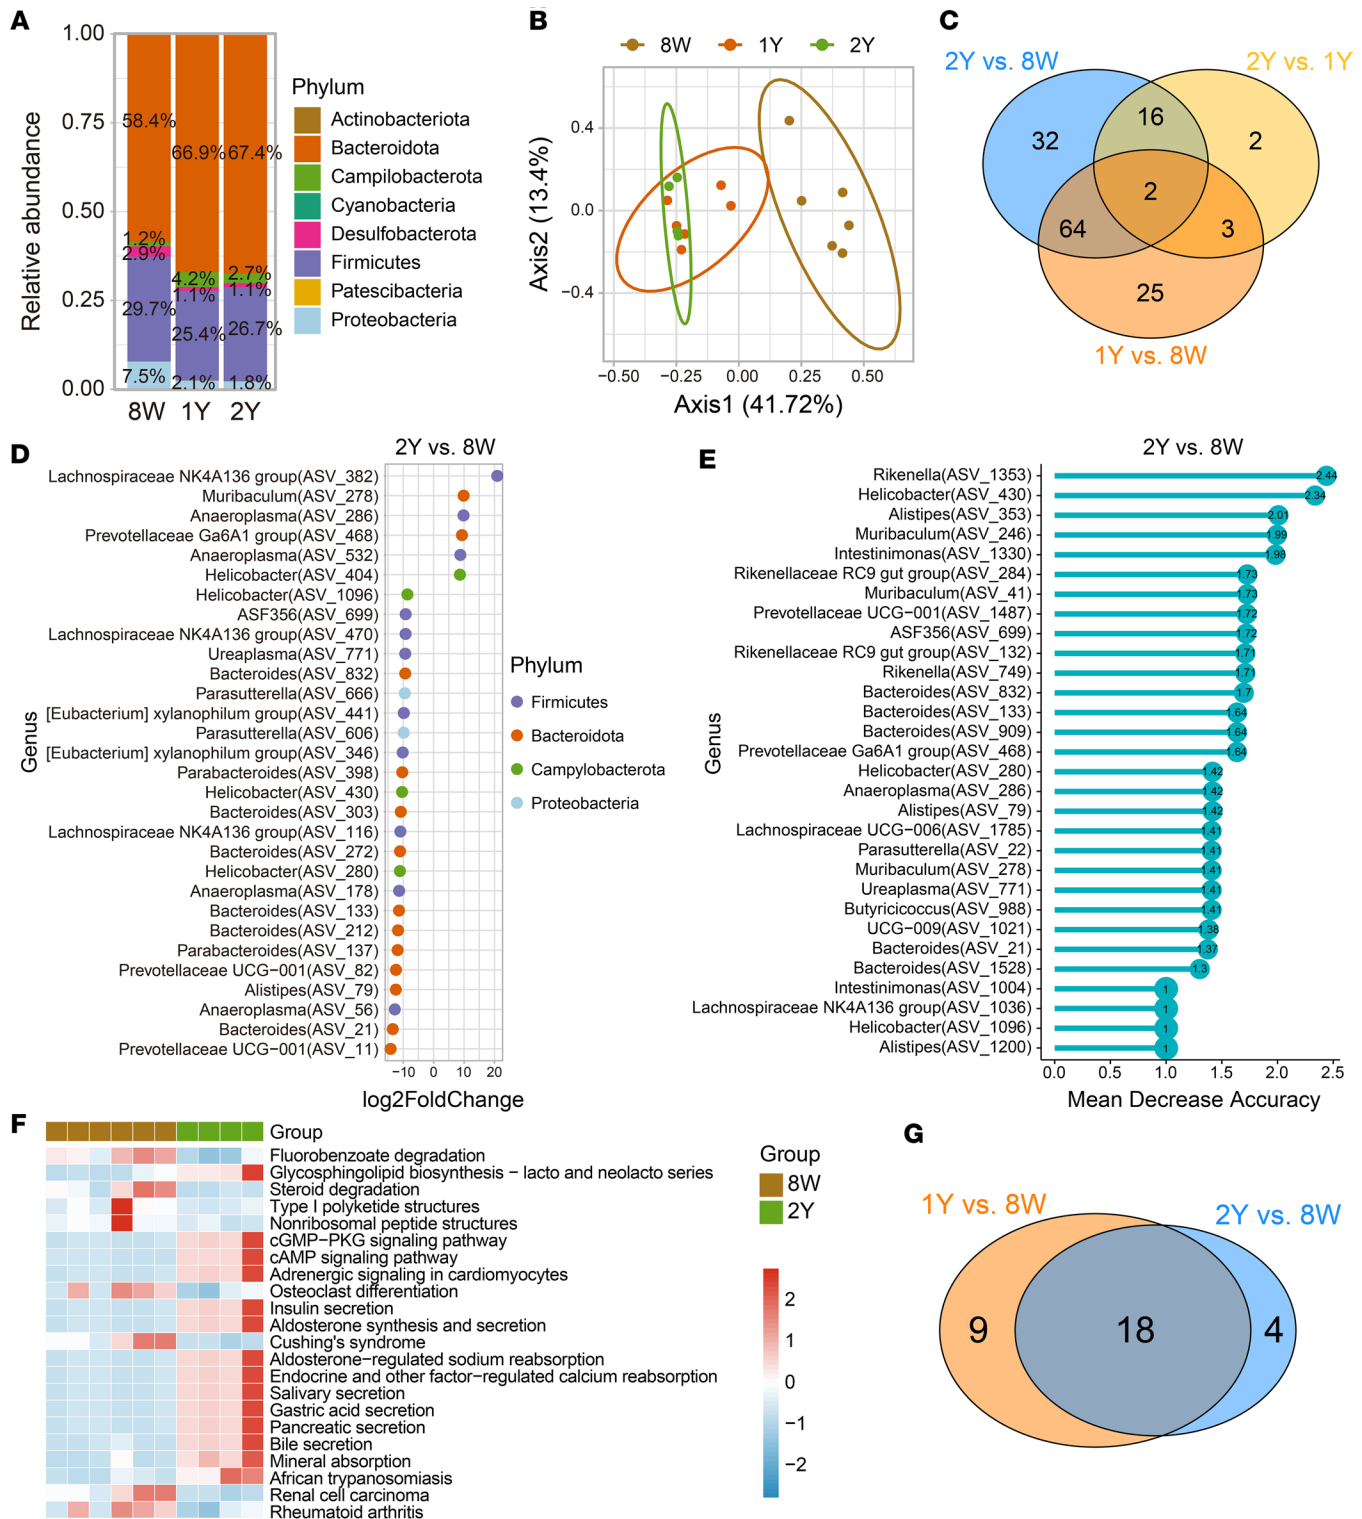 A
1.00
0.75
0.50
0.25
0.00
Relative abundance
58.4%
66.9%
67.4%
1.2%
2.9%
4.2%
2.7%
1.1%
1.1%
29.7%
25.4%
26.7%
7.5%
2.1%
1.8%
8W 1Y 2Y
Phylum
Actinobacteriota
Bacteroidota
Campilobacterota
Cyanobacteria
Desulfobacterota
Firmicutes
Patescibacteria
Proteobacteria
B
8W 1Y 2Y
Axis2 (13.4%)
0.4
0.0
−0.4
−0.50 −0.25 0.00 0.25 0.50
Axis1 (41.72%)
C
2Y vs. 8W
2Y vs. 1Y
16
32
2
2
64
3
25
1Y vs. 8W
D
2Y vs. 8W
Genus
Lachnospiraceae NK4A136 group(ASV_382)
Muribaculum(ASV_278)
Anaeroplasma(ASV_286)
Prevotellaceae Ga6A1 group(ASV_468)
Anaeroplasma(ASV_532)
Helicobacter(ASV_404)
Helicobacter(ASV_1096)
ASF356(ASV_699)
Lachnospiraceae NK4A136 group(ASV_470)
Ureaplasma(ASV_771)
Bacteroides(ASV_832)
Parasutterella(ASV_666)
[Eubacterium] xylanophilum group(ASV_441)
Parasutterella(ASV_606)
[Eubacterium] xylanophilum group(ASV_346)
Parabacteroides(ASV_398)
Helicobacter(ASV_430)
Bacteroides(ASV_303)
Lachnospiraceae NK4A136 group(ASV_116)
Bacteroides(ASV_272)
Helicobacter(ASV_280)
Anaeroplasma(ASV_178)
Bacteroides(ASV_133)
Bacteroides(ASV_212)
Parabacteroides(ASV_137)
Prevotellaceae UCG−001(ASV_82)
Alistipes(ASV_79)
Anaeroplasma(ASV_56)
Bacteroides(ASV_21)
Prevotellaceae UCG−001(ASV_11)
−10 0 10 20
log2FoldChange
Phylum
Firmicutes
Bacteroidota
Campylobacterota
Proteobacteria
E
2Y vs. 8W
Genus
Rikenella(ASV_1353) 2.44
Helicobacter(ASV_430) 2.34
Alistipes(ASV_353) 2.01
Muribaculum(ASV_246) 1.99
Intestinimonas(ASV_1330) 1.98
Rikenellaceae RC9 gut group(ASV_284) 1.73
Muribaculum(ASV_41) 1.73
Prevotellaceae UCG−001(ASV_1487) 1.72
ASF356(ASV_699) 1.72
Rikenellaceae RC9 gut group(ASV_132) 1.71
Rikenella(ASV_749) 1.71
Bacteroides(ASV_832) 1.7
Bacteroides(ASV_133) 1.64
Bacteroides(ASV_909) 1.64
Prevotellaceae Ga6A1 group(ASV_468) 1.64
Helicobacter(ASV_280) 1.42
Anaeroplasma(ASV_286) 1.42
Alistipes(ASV_79) 1.42
Lachnospiraceae UCG−006(ASV_1785) 1.41
Parasutterella(ASV_22) 1.41
Muribaculum(ASV_278) 1.41
Ureaplasma(ASV_771) 1.41
Butyricicoccus(ASV_988) 1.41
UCG−009(ASV_1021) 1.38
Bacteroides(ASV_21) 1.37
Bacteroides(ASV_1528) 1.3
Intestinimonas(ASV_1004) 1
Lachnospiraceae NK4A136 group(ASV_1036) 1
Helicobacter(ASV_1096) 1
Alistipes(ASV_1200) 1
0.0 0.5 1.0 1.5 2.0 2.5
Mean Decrease Accuracy
F
Group
Fluorobenzoate degradation
Glycosphingolipid biosynthesis − lacto and neolacto series
Steroid degradation
Type I polyketide structures
Nonribosomal peptide structures
cGMP−PKG signaling pathway
cAMP signaling pathway
Adrenergic signaling in cardiomyocytes
Osteoclast differentiation
Insulin secretion
Aldosterone synthesis and secretion
Cushing's syndrome
Aldosterone−regulated sodium reabsorption
Endocrine and other factor−regulated calcium reabsorption
Salivary secretion
Gastric acid secretion
Pancreatic secretion
Bile secretion
Mineral absorption
African trypanosomiasis
Renal cell carcinoma
Rheumatoid arthritis
Group
8W
2Y
2
1
0
−1
−2
G
1Y vs. 8W
2Y vs. 8W
9
18
4